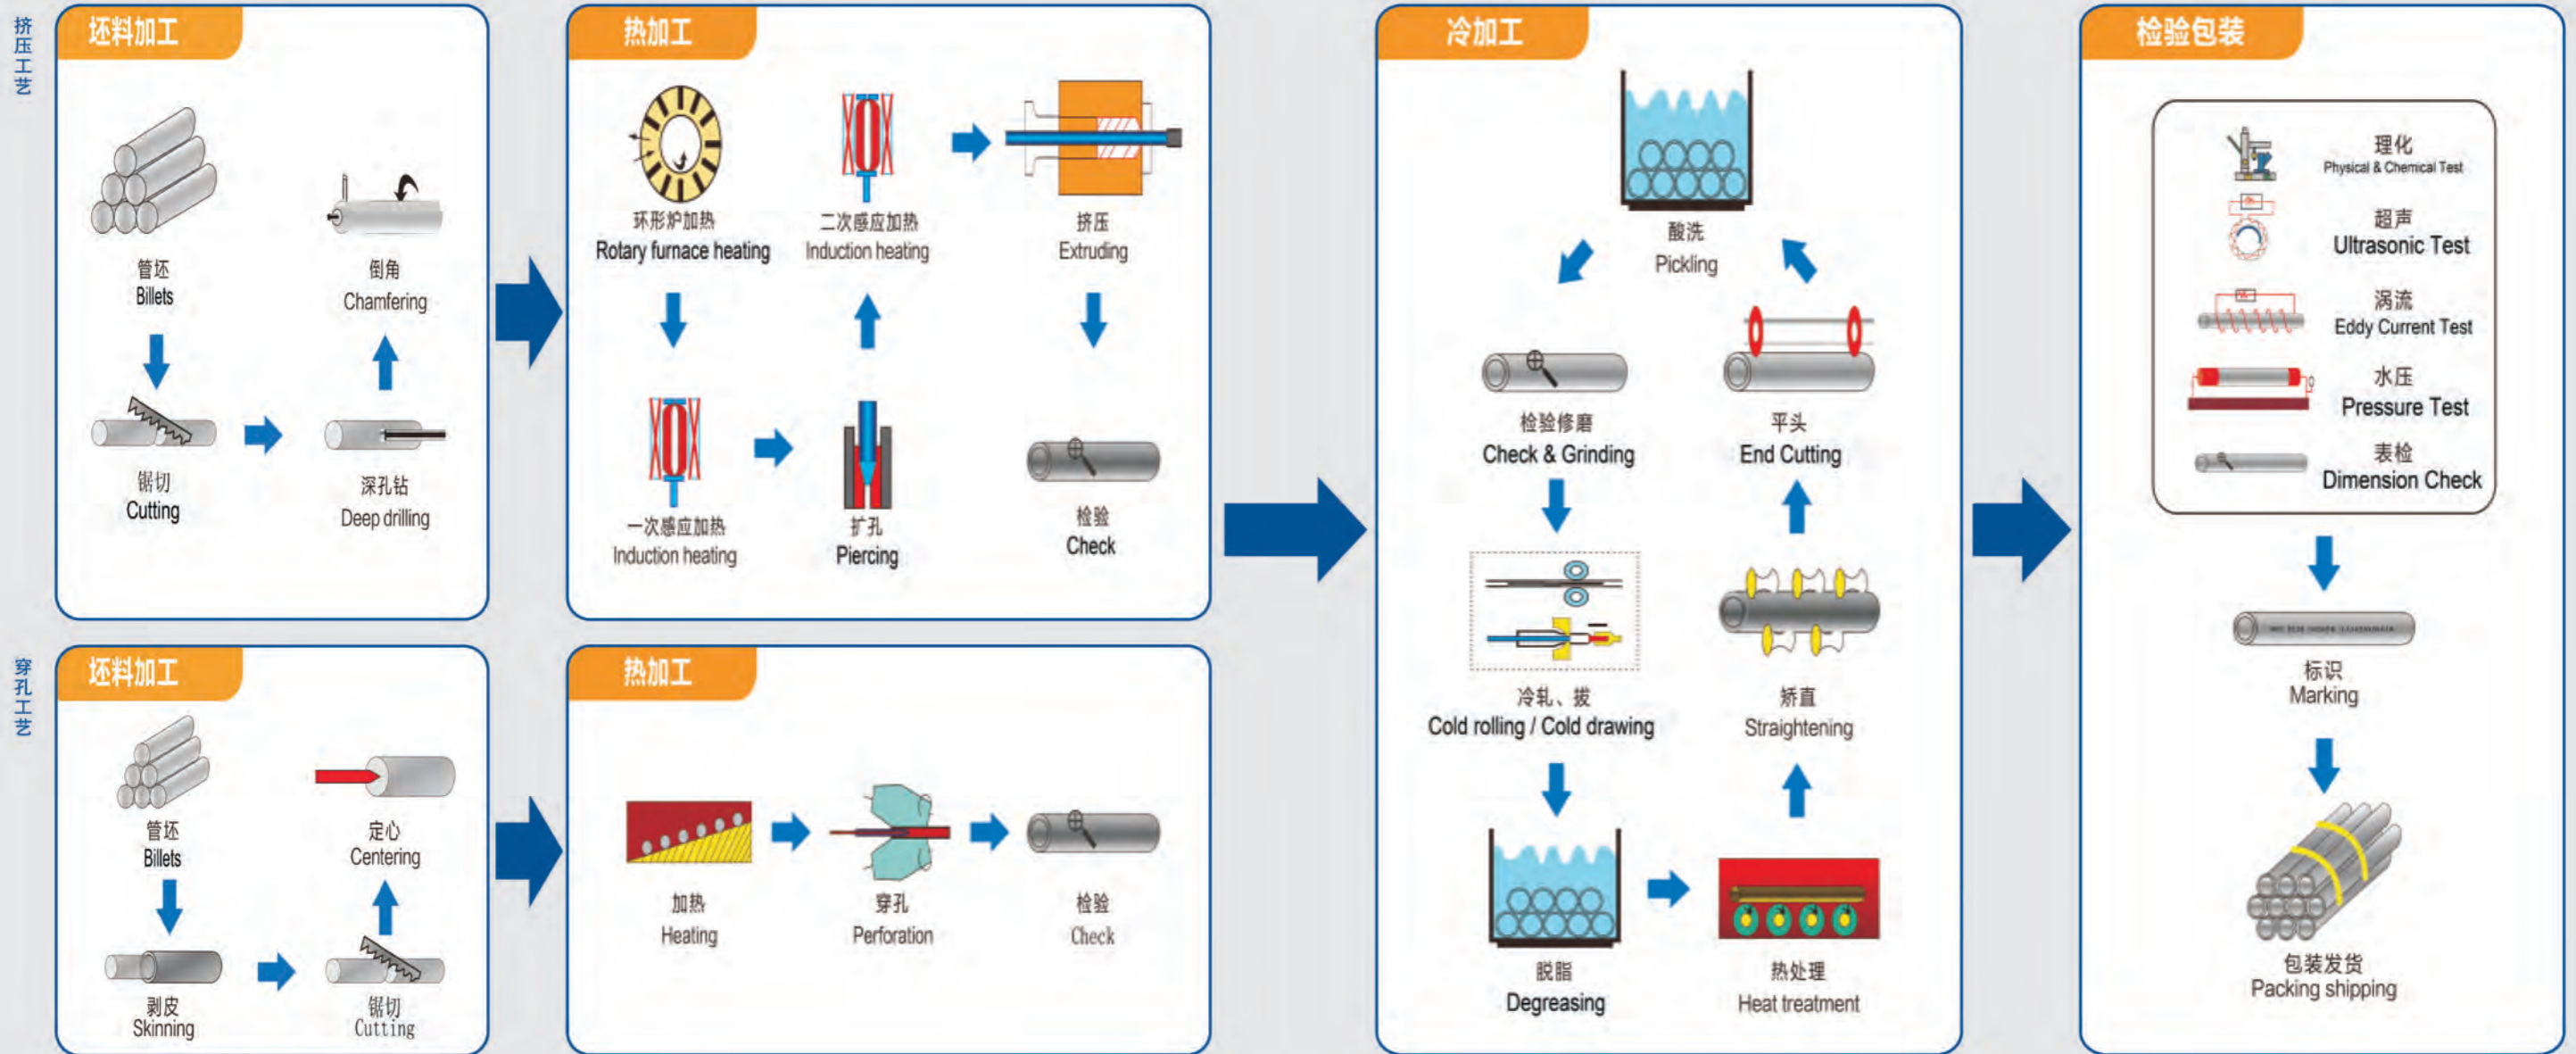 挤压工艺
坯料加工
管坯
Billets
锯切
Cutting
深孔钻
Deep drilling
倒角
Chamfering
热加工
环形炉加热
Rotary furnace heating
一次感应加热
Induction heating
扩孔
Piercing
二次感应加热
Induction heating
挤压
Extruding
检验
Check
穿孔工艺
坯料加工
管坯
Billets
剥皮
Skinning
锯切
Cutting
定心
Centering
热加工
加热
Heating
穿孔
Perforation
检验
Check
冷加工
酸洗
Pickling
检验修磨
Check & Grinding
冷轧、拔
Cold rolling / Cold drawing
脱脂
Degreasing
热处理
Heat treatment
矫直
Straightening
平头
End Cutting
检验包装
理化
Physical & Chemical Test
超声
Ultrasonic Test
涡流
Eddy Current Test
水压
Pressure Test
表检
Dimension Check
标识
Marking
包装发货
Packing shipping